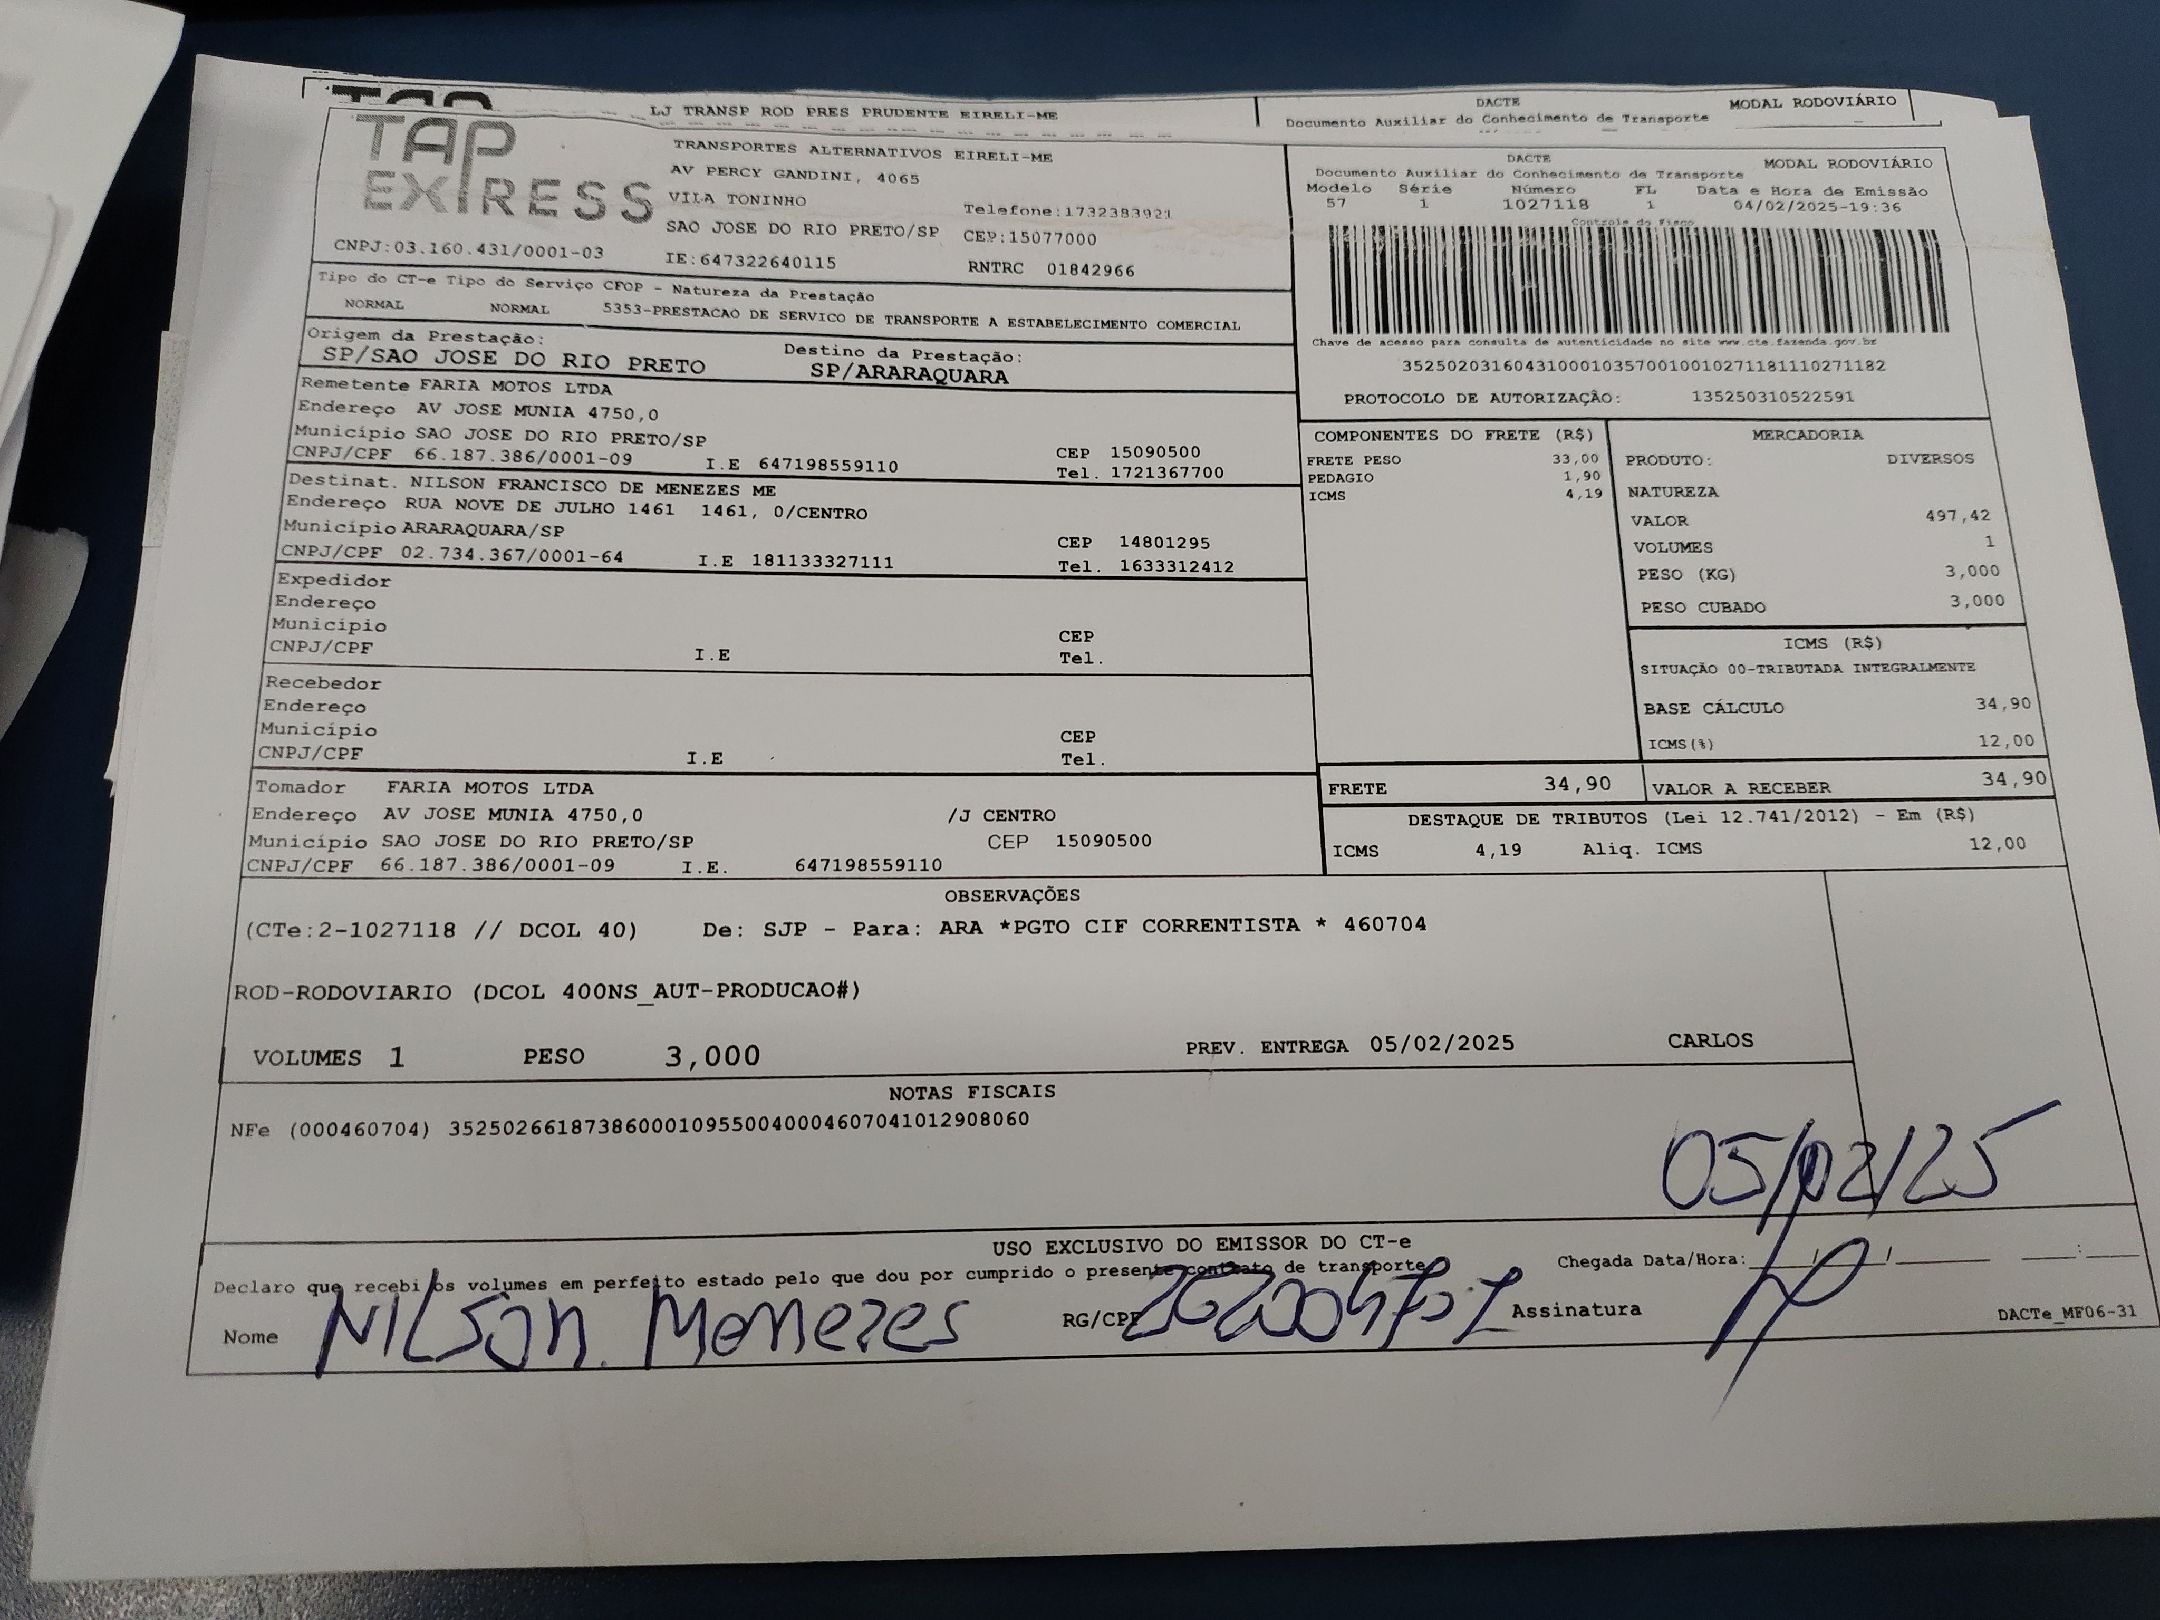 LJ TRANSP ROD PRES PRUDENTE EIRELI-ME
DACTE
MODAL RODOVIÁRIO
Documento Auxiliar do Conhecimento de Transporte
TAP
EXPRESS
TRANSPORTES ALTERNATIVOS EIRELI-ME
AV PERCY GANDINI, 4065
VILA TONINHO
Telefone:1732383921
SAO JOSE DO RIO PRETO/SP CEP:15077000
CNPJ:03.160.431/0001-03 IE:647322640115 RNTRC 01842966
DACTE
MODAL RODOVIÁRIO
Documento Auxiliar do Conhecimento de Transporte
Modelo Série Número FL Data e Hora de Emissão
57 1 1027118 1 04/02/2025-19:36
Controle do Fisco
Chave de acesso para consulta de autenticidade no site www.cte.fazenda.gov.br
35250203160431000103570010010271181110271182
PROTOCOLO DE AUTORIZAÇÃO: 135250310522591
Tipo do CT-e Tipo do Serviço CFOP - Natureza da Prestação
NORMAL NORMAL 5353-PRESTACAO DE SERVICO DE TRANSPORTE A ESTABELECIMENTO COMERCIAL
Origem da Prestação: Destino da Prestação:
SP/SAO JOSE DO RIO PRETO SP/ARARAQUARA
Remetente FARIA MOTOS LTDA
Endereço AV JOSE MUNIA 4750,0
Município SAO JOSE DO RIO PRETO/SP CEP 15090500
CNPJ/CPF 66.187.386/0001-09 I.E 647198559110 Tel. 1721367700
Destinat. NILSON FRANCISCO DE MENEZES ME
Endereço RUA NOVE DE JULHO 1461 1461, 0/CENTRO
Município ARARAQUARA/SP CEP 14801295
CNPJ/CPF 02.734.367/0001-64 I.E 181133327111 Tel. 1633312412
Expedidor
Endereço
Município CEP
CNPJ/CPF I.E Tel.
Recebedor
Endereço
Município CEP
CNPJ/CPF I.E Tel.
Tomador FARIA MOTOS LTDA
Endereço AV JOSE MUNIA 4750,0 /J CENTRO
Município SAO JOSE DO RIO PRETO/SP CEP 15090500
CNPJ/CPF 66.187.386/0001-09 I.E. 647198559110
COMPONENTES DO FRETE (R$)
FRETE PESO 33,00
PEDAGIO 1,90
ICMS 4,19
MERCADORIA
PRODUTO: DIVERSOS
NATUREZA
VALOR 497,42
VOLUMES 1
PESO (KG) 3,000
PESO CUBADO 3,000
ICMS (R$)
SITUAÇÃO 00-TRIBUTADA INTEGRALMENTE
BASE CÁLCULO 34,90
ICMS(%) 12,00
FRETE 34,90 VALOR A RECEBER 34,90
DESTAQUE DE TRIBUTOS (Lei 12.741/2012) - Em (R$)
ICMS 4,19 Aliq. ICMS 12,00
OBSERVAÇÕES
(CTe:2-1027118 // DCOL 40) De: SJP - Para: ARA *PGTO CIF CORRENTISTA * 460704
ROD-RODOVIARIO (DCOL 400NS_AUT-PRODUCAO#)
VOLUMES 1 PESO 3,000 PREV. ENTREGA 05/02/2025 CARLOS
NOTAS FISCAIS
NFe (000460704) 35250266187386000109550040004607041012908060
05/02/25
USO EXCLUSIVO DO EMISSOR DO CT-e
Declaro que recebi os volumes em perfeito estado pelo que dou por cumprido o presente contrato de transporte
Chegada Data/Hora:
Nome Nilson Menezes RG/CPF Assinatura
DACTe_MF06-31